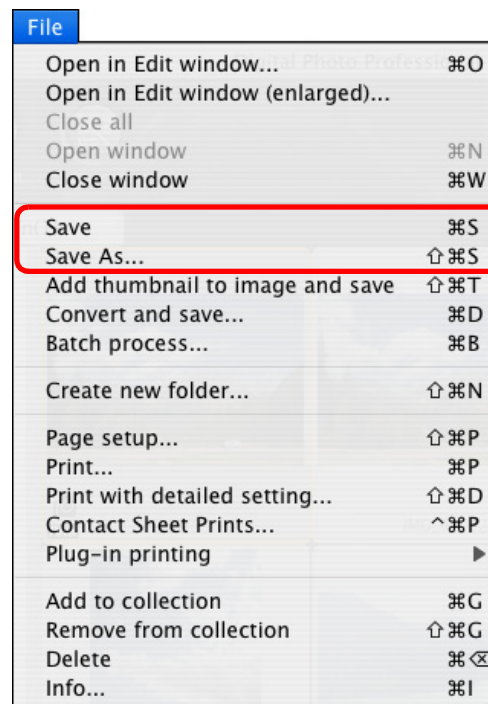 File
Open in Edit window... ⌘O
Open in Edit window (enlarged)...
Close all
Open window ⌘N
Close window ⌘W
Save ⌘S
Save As... ⇧⌘S
Add thumbnail to image and save ⇧⌘T
Convert and save... ⌘D
Batch process... ⌘B
Create new folder... ⇧⌘N
Page setup... ⇧⌘P
Print... ⌘P
Print with detailed setting... ⇧⌘D
Contact Sheet Prints... ^⌘P
Plug-in printing ▶
Add to collection ⌘G
Remove from collection ⇧⌘G
Delete ⌘⌫
Info... ⌘I